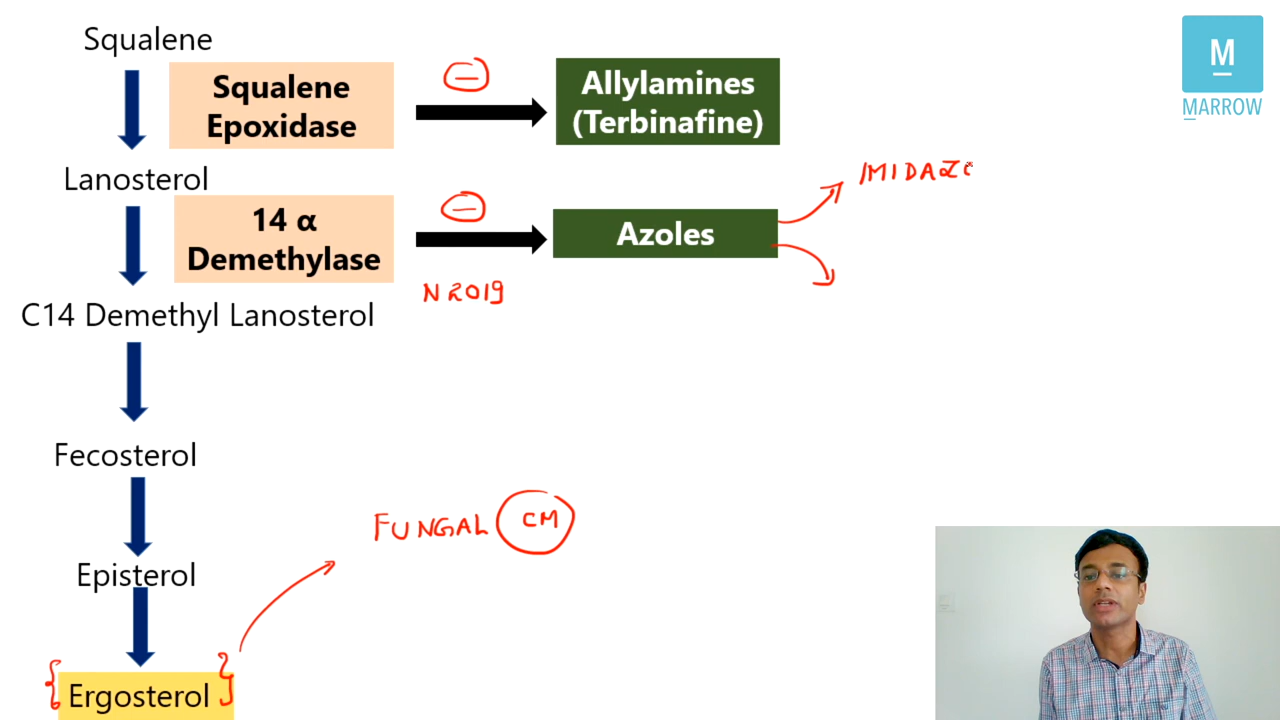 Squalene
Squalene
Epoxidase
⊖
Allylamines
(Terbinafine)
M
MARROW
Lanosterol
14 α
Demethylase
⊖
Azoles
IMIDAZ
N 2019
C14 Demethyl Lanosterol
Fecosterol
FUNGAL CM
Episterol
{ Ergosterol }